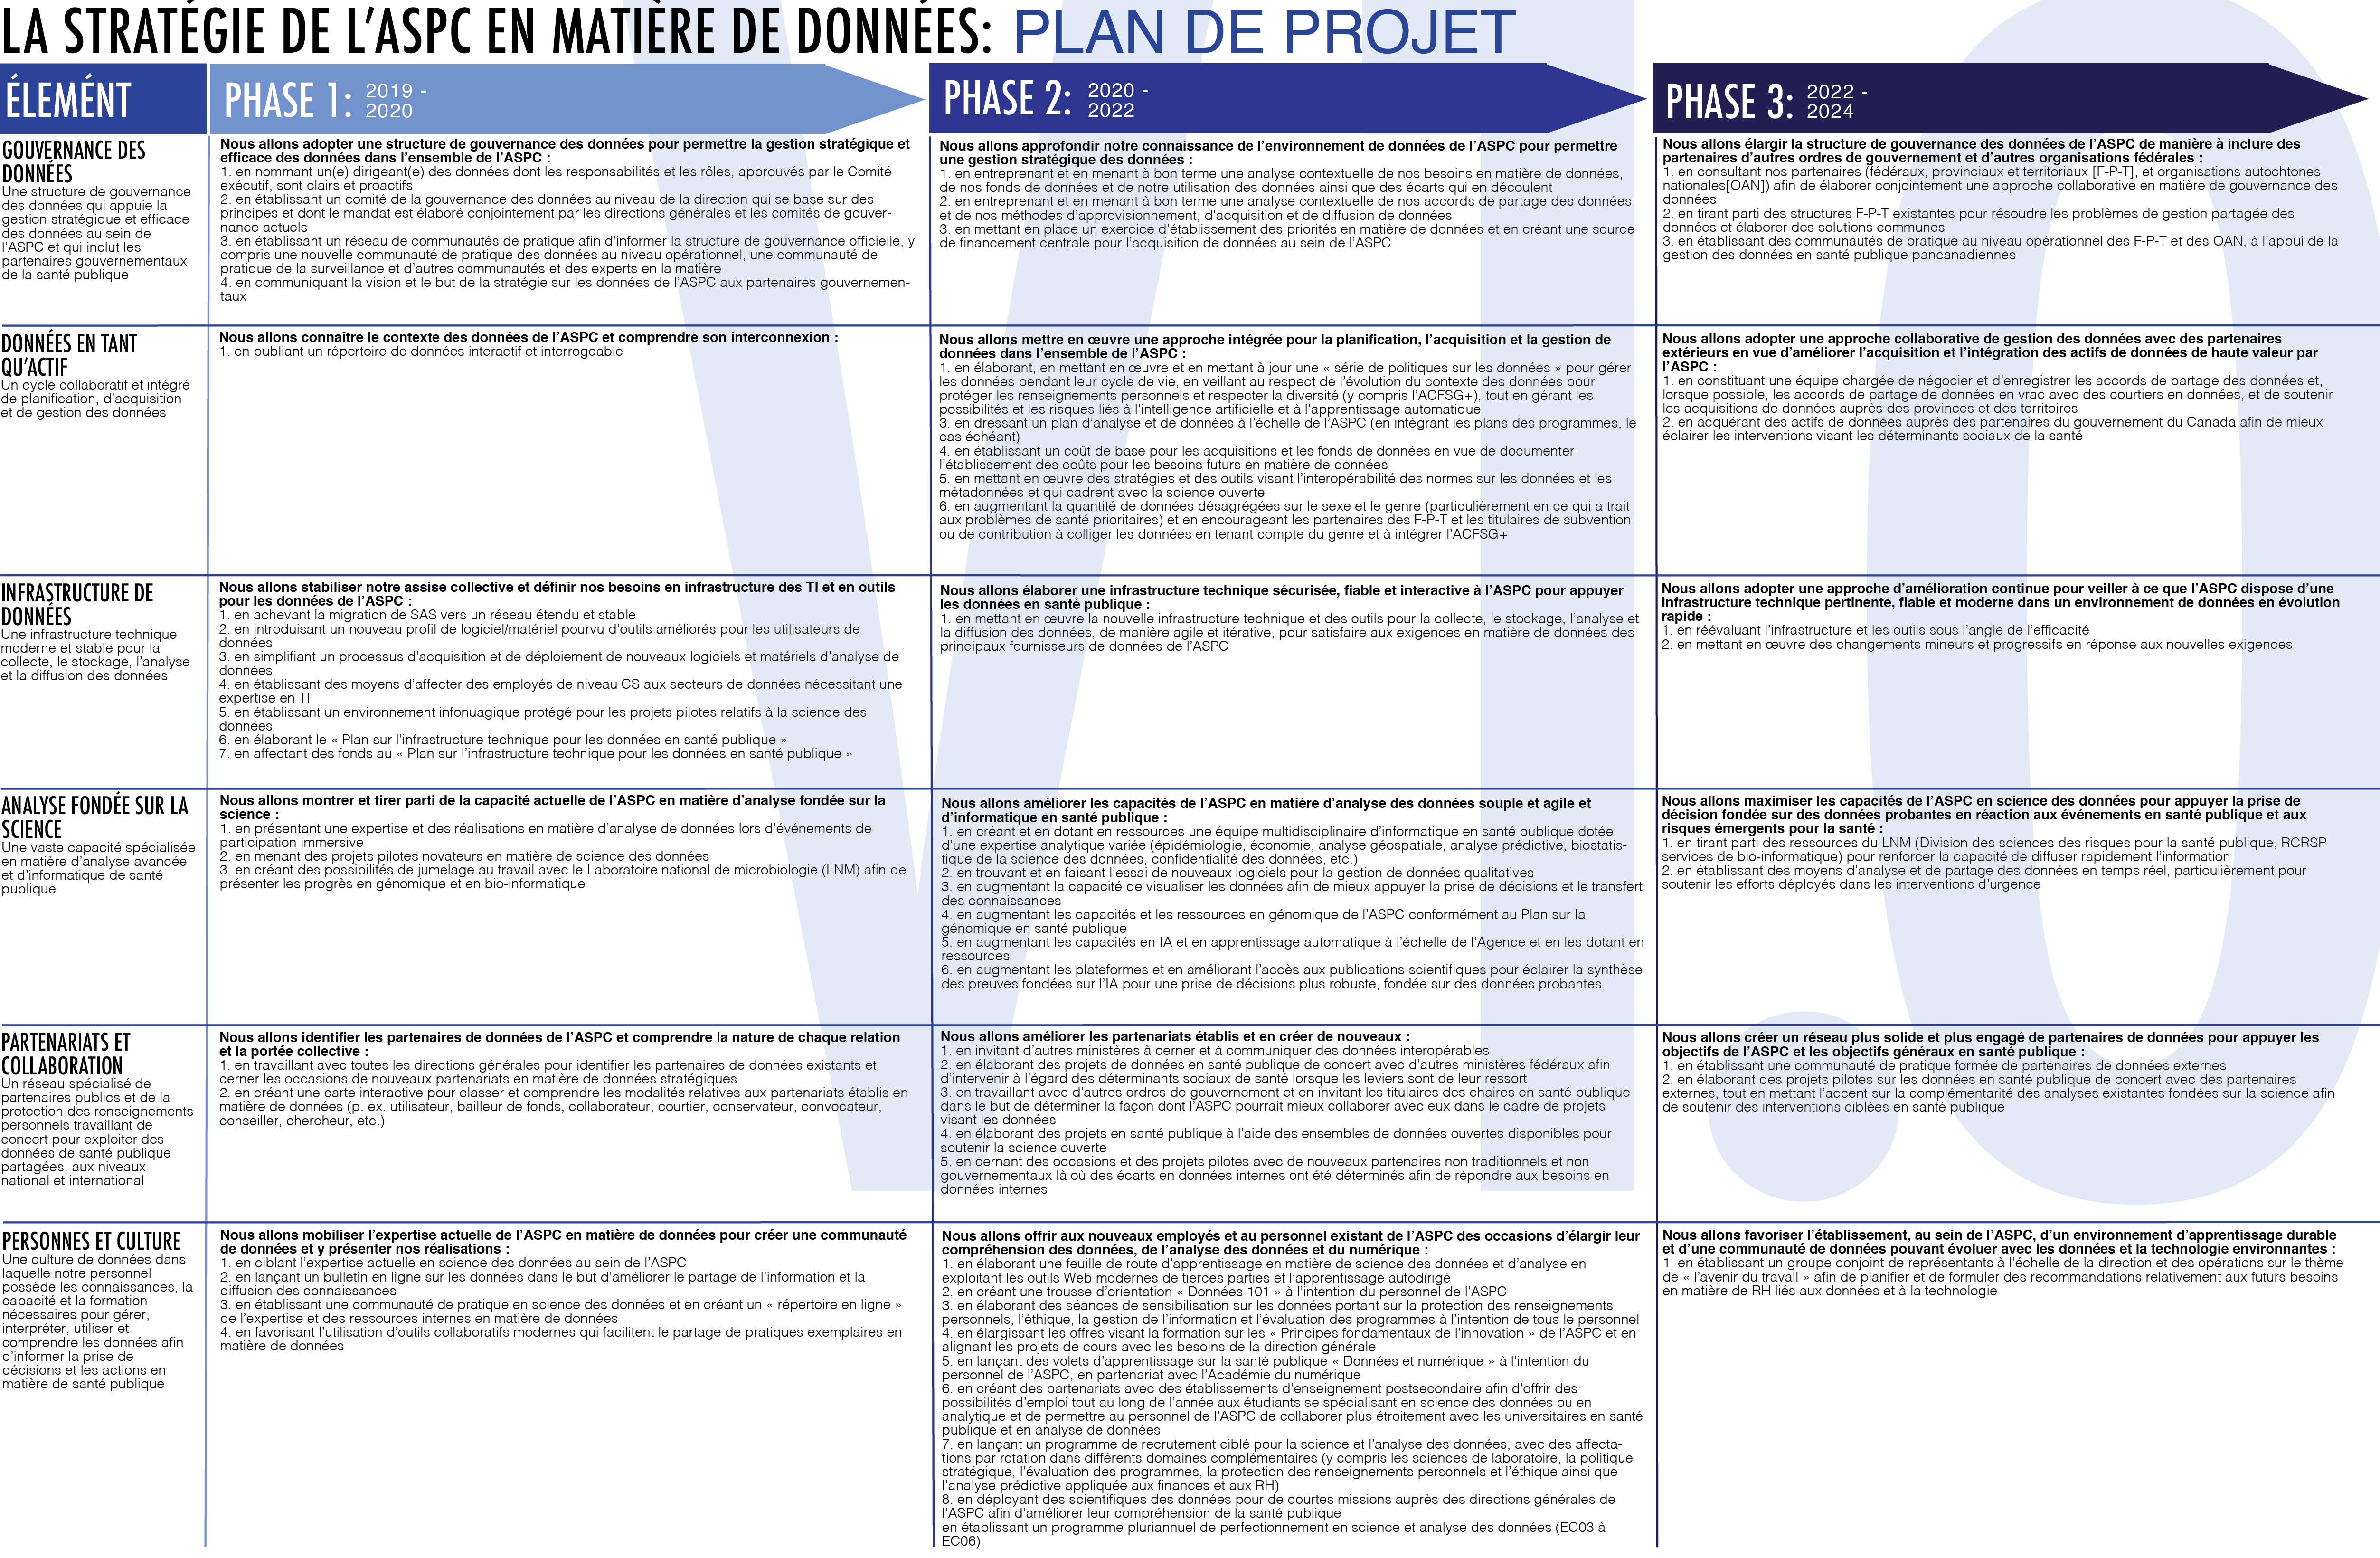 LA STRATÉGIE DE L'ASPC EN MATIÈRE DE DONNÉES: PLAN DE PROJET
ÉLEMÉNT
PHASE 1: 2019 -
2020
PHASE 2: 2020 -
2022
PHASE 3: 2022 -
2024
GOUVERNANCE DES
DONNÉES
Une structure de gouvernance
des données qui appuie la
gestion stratégique et efficace
des données au sein de
l'ASPC et qui inclut les
partenaires gouvernementaux
de la santé publique
Nous allons adopter une structure de gouvernance des données pour permettre la gestion stratégique et
efficace des données dans l'ensemble de l'ASPC :
1. en nommant un(e) dirigeant(e) des données dont les responsabilités et les rôles, approuvés par le Comité
exécutif, sont clairs et proactifs
2. en établissant un comité de la gouvernance des données au niveau de la direction qui se base sur des
principes et dont le mandat est élaboré conjointement par les directions générales et les comités de gouver-
nance actuels
3. en établissant un réseau de communautés de pratique afin d'informer la structure de gouvernance officielle, y
compris une nouvelle communauté de pratique des données au niveau opérationnel, une communauté de
pratique de la surveillance et d'autres communautés et des experts en la matière
4. en communiquant la vision et le but de la stratégie sur les données de l'ASPC aux partenaires gouvernemen-
taux
Nous allons approfondir notre connaissance de l'environnement de données de l'ASPC pour permettre
une gestion stratégique des données :
1. en entreprenant et en menant à bon terme une analyse contextuelle de nos besoins en matière de données,
de nos fonds de données et de notre utilisation des données ainsi que des écarts qui en découlent
2. en entreprenant et en menant à bon terme une analyse contextuelle de nos accords de partage des données
et de nos méthodes d'approvisionnement, d'acquisition et de diffusion de données
3. en mettant en place un exercice d'établissement des priorités en matière de données et en créant une source
de financement centrale pour l'acquisition de données au sein de l'ASPC
Nous allons élargir la structure de gouvernance des données de l'ASPC de manière à inclure des
partenaires d'autres ordres de gouvernement et d'autres organisations fédérales :
1. en consultant nos partenaires (fédéraux, provinciaux et territoriaux [F-P-T], et organisations autochtones
nationales[OAN]) afin de élaborer conjointement une approche collaborative en matière de gouvernance des
données
2. en tirant parti des structures F-P-T existantes pour résoudre les problèmes de gestion partagée des
données et élaborer des solutions communes
3. en établissant des communautés de pratique au niveau opérationnel des F-P-T et des OAN, à l'appui de la
gestion des données en santé publique pancanadiennes
DONNÉES EN TANT
QU'ACTIF
Un cycle collaboratif et intégré
de planification, d'acquisition
et de gestion des données
Nous allons connaître le contexte des données de l'ASPC et comprendre son interconnexion :
1. en publiant un répertoire de données interactif et interrogeable
Nous allons mettre en œuvre une approche intégrée pour la planification, l'acquisition et la gestion de
données dans l'ensemble de l'ASPC :
1. en élaborant, en mettant en œuvre et en mettant à jour une « série de politiques sur les données » pour gérer
les données pendant leur cycle de vie, en veillant au respect de l'évolution du contexte des données pour
protéger les renseignements personnels et respecter la diversité (y compris l'ACFSG+), tout en gérant les
possibilités et les risques liés à l'intelligence artificielle et à l'apprentissage automatique
3. en dressant un plan d'analyse et de données à l'échelle de l'ASPC (en intégrant les plans des programmes, le
cas échéant)
4. en établissant un coût de base pour les acquisitions et les fonds de données en vue de documenter
l'établissement des coûts pour les besoins futurs en matière de données
5. en mettant en œuvre des stratégies et des outils visant l'interopérabilité des normes sur les données et les
métadonnées et qui cadrent avec la science ouverte
6. en augmentant la quantité de données désagrégées sur le sexe et le genre (particulièrement en ce qui a trait
aux problèmes de santé prioritaires) et en encourageant les partenaires des F-P-T et les titulaires de subvention
ou de contribution à colliger les données en tenant compte du genre et à intégrer l'ACFSG+
Nous allons adopter une approche collaborative de gestion des données avec des partenaires
extérieurs en vue d'améliorer l'acquisition et l'intégration des actifs de données de haute valeur par
l'ASPC :
1. en constituant une équipe chargée de négocier et d'enregistrer les accords de partage des données et,
lorsque possible, les accords de partage de données en vrac avec des courtiers en données, et de soutenir
les acquisitions de données auprès des provinces et des territoires
2. en acquérant des actifs de données auprès des partenaires du gouvernement du Canada afin de mieux
éclairer les interventions visant les déterminants sociaux de la santé
INFRASTRUCTURE DE
DONNÉES
Une infrastructure technique
moderne et stable pour la
collecte, le stockage, l'analyse
et la diffusion des données
Nous allons stabiliser notre assise collective et définir nos besoins en infrastructure des TI et en outils
pour les données de l'ASPC :
1. en achevant la migration de SAS vers un réseau étendu et stable
2. en introduisant un nouveau profil de logiciel/matériel pourvu d'outils améliorés pour les utilisateurs de
données
3. en simplifiant un processus d'acquisition et de déploiement de nouveaux logiciels et matériels d'analyse de
données
4. en établissant des moyens d'affecter des employés de niveau CS aux secteurs de données nécessitant une
expertise en TI
5. en établissant un environnement infonuagique protégé pour les projets pilotes relatifs à la science des
données
6. en élaborant le « Plan sur l'infrastructure technique pour les données en santé publique »
7. en affectant des fonds au « Plan sur l'infrastructure technique pour les données en santé publique »
Nous allons élaborer une infrastructure technique sécurisée, fiable et interactive à l'ASPC pour appuyer
les données en santé publique :
1. en mettant en œuvre la nouvelle infrastructure technique et des outils pour la collecte, le stockage, l'analyse et
la diffusion des données, de manière agile et itérative, pour satisfaire aux exigences en matière de données des
principaux fournisseurs de données de l'ASPC
Nous allons adopter une approche d'amélioration continue pour veiller à ce que l'ASPC dispose d'une
infrastructure technique pertinente, fiable et moderne dans un environnement de données en évolution
rapide :
1. en réévaluant l'infrastructure et les outils sous l'angle de l'efficacité
2. en mettant en œuvre des changements mineurs et progressifs en réponse aux nouvelles exigences
ANALYSE FONDÉE SUR LA
SCIENCE
Une vaste capacité spécialisée
en matière d'analyse avancée
et d'informatique de santé
publique
Nous allons montrer et tirer parti de la capacité actuelle de l'ASPC en matière d'analyse fondée sur la
science :
1. en présentant une expertise et des réalisations en matière d'analyse de données lors d'événements de
participation immersive
2. en menant des projets pilotes novateurs en matière de science des données
3. en créant des possibilités de jumelage au travail avec le Laboratoire national de microbiologie (LNM) afin de
présenter les progrès en génomique et en bio-informatique
Nous allons améliorer les capacités de l'ASPC en matière d'analyse des données souple et agile et
d'informatique en santé publique :
1. en créant et en dotant en ressources une équipe multidisciplinaire d'informatique en santé publique dotée
d'une expertise analytique variée (épidémiologie, économie, analyse géospatiale, analyse prédictive, biostatis-
tique de la science des données, confidentialité des données, etc.)
2. en trouvant et en faisant l'essai de nouveaux logiciels pour la gestion de données qualitatives
3. en augmentant la capacité de visualiser les données afin de mieux appuyer la prise de décisions et le transfert
des connaissances
4. en augmentant les capacités et les ressources en génomique de l'ASPC conformément au Plan sur la
génomique en santé publique
5. en augmentant les capacités en IA et en apprentissage automatique à l'échelle de l'Agence et en les dotant en
ressources
6. en augmentant les plateformes et en améliorant l'accès aux publications scientifiques pour éclairer la synthèse
des preuves fondées sur l'IA pour une prise de décisions plus robuste, fondée sur des données probantes.
Nous allons maximiser les capacités de l'ASPC en science des données pour appuyer la prise de
décision fondée sur des données probantes en réaction aux événements en santé publique et aux
risques émergents pour la santé :
1. en tirant parti des ressources du LNM (Division des sciences des risques pour la santé publique, RCRSP
services de bio-informatique) pour renforcer la capacité de diffuser rapidement l'information
2. en établissant des moyens d'analyse et de partage des données en temps réel, particulièrement pour
soutenir les efforts déployés dans les interventions d'urgence
PARTENARIATS ET
COLLABORATION
Un réseau spécialisé de
partenaires publics et de la
protection des renseignements
personnels travaillant de
concert pour exploiter des
données de santé publique
partagées, aux niveaux
national et international
Nous allons identifier les partenaires de données de l'ASPC et comprendre la nature de chaque relation
et la portée collective :
1. en travaillant avec toutes les directions générales pour identifier les partenaires de données existants et
cerner les occasions de nouveaux partenariats en matière de données stratégiques
2. en créant une carte interactive pour classer et comprendre les modalités relatives aux partenariats établis en
matière de données (p. ex. utilisateur, bailleur de fonds, collaborateur, courtier, conservateur, convocateur,
conseiller, chercheur, etc.)
Nous allons améliorer les partenariats établis et en créer de nouveaux :
1. en invitant d'autres ministères à cerner et à communiquer des données interopérables
2. en élaborant des projets de données en santé publique de concert avec d'autres ministères fédéraux afin
d'intervenir à l'égard des déterminants sociaux de santé lorsque les leviers sont de leur ressort
3. en travaillant avec d'autres ordres de gouvernement et en invitant les titulaires des chaires en santé publique
dans le but de déterminer la façon dont l'ASPC pourrait mieux collaborer avec eux dans le cadre de projets
visant les données
4. en élaborant des projets en santé publique à l'aide des ensembles de données ouvertes disponibles pour
soutenir la science ouverte
5. en cernant des occasions et des projets pilotes avec de nouveaux partenaires non traditionnels et non
gouvernementaux là où des écarts en données internes ont été déterminés afin de répondre aux besoins en
données internes
Nous allons créer un réseau plus solide et plus engagé de partenaires de données pour appuyer les
objectifs de l'ASPC et les objectifs généraux en santé publique :
1. en établissant une communauté de pratique formée de partenaires de données externes
2. en élaborant des projets pilotes sur les données en santé publique de concert avec des partenaires
externes, tout en mettant l'accent sur la complémentarité des analyses existantes fondées sur la science afin
de soutenir des interventions ciblées en santé publique
PERSONNES ET CULTURE
Une culture de données dans
laquelle notre personnel
possède les connaissances, la
capacité et la formation
nécessaires pour gérer,
interpréter, utiliser et
comprendre les données afin
d'informer la prise de
décisions et les actions en
matière de santé publique
Nous allons mobiliser l'expertise actuelle de l'ASPC en matière de données pour créer une communauté
de données et y présenter nos réalisations :
1. en ciblant l'expertise actuelle en science des données au sein de l'ASPC
2. en lançant un bulletin en ligne sur les données dans le but d'améliorer le partage de l'information et la
diffusion des connaissances
3. en établissant une communauté de pratique en science des données et en créant un « répertoire en ligne »
de l'expertise et des ressources internes en matière de données
4. en favorisant l'utilisation d'outils collaboratifs modernes qui facilitent le partage de pratiques exemplaires en
matière de données
Nous allons offrir aux nouveaux employés et au personnel existant de l'ASPC des occasions d'élargir leur
compréhension des données, de l'analyse des données et du numérique :
1. en élaborant une feuille de route d'apprentissage en matière de science des données et d'analyse en
exploitant les outils Web modernes de tierces parties et l'apprentissage autodirigé
2. en créant une trousse d'orientation « Données 101 » à l'intention du personnel de l'ASPC
3. en élaborant des séances de sensibilisation sur les données portant sur la protection des renseignements
personnels, l'éthique, la gestion de l'information et l'évaluation des programmes à l'intention de tous le personnel
4. en élargissant les offres visant la formation sur les « Principes fondamentaux de l'innovation » de l'ASPC et en
alignant les projets de cours avec les besoins de la direction générale
5. en lançant des volets d'apprentissage sur la santé publique « Données et numérique » à l'intention du
personnel de l'ASPC, en partenariat avec l'Académie du numérique
6. en créant des partenariats avec des établissements d'enseignement postsecondaire afin d'offrir des
possibilités d'emploi tout au long de l'année aux étudiants se spécialisant en science des données ou en
analytique et de permettre au personnel de l'ASPC de collaborer plus étroitement avec les universitaires en santé
publique et en analyse de données
7. en lançant un programme de recrutement ciblé pour la science et l'analyse des données, avec des affecta-
tions par rotation dans différents domaines complémentaires (y compris les sciences de laboratoire, la politique
stratégique, l'évaluation des programmes, la protection des renseignements personnels et l'éthique ainsi que
l'analyse prédictive appliquée aux finances et aux RH)
8. en déployant des scientifiques des données pour de courtes missions auprès des directions générales de
l'ASPC afin d'améliorer leur compréhension de la santé publique
en établissant un programme pluriannuel de perfectionnement en science et analyse des données (EC03 à
EC06)
Nous allons favoriser l'établissement, au sein de l'ASPC, d'un environnement d'apprentissage durable
et d'une communauté de données pouvant évoluer avec les données et la technologie environnantes :
1. en établissant un groupe conjoint de représentants à l'échelle de la direction et des opérations sur le thème
de « l'avenir du travail » afin de planifier et de formuler des recommandations relativement aux futurs besoins
en matière de RH liés aux données et à la technologie
V1.0